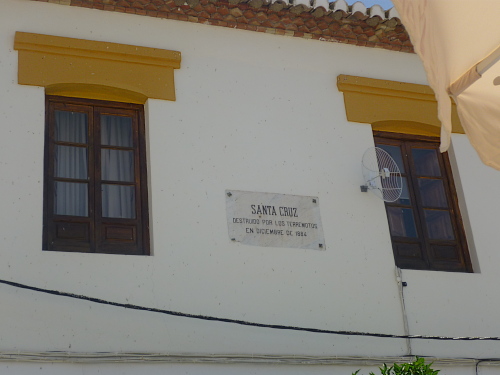 SANTA CRUZ
DESTRUIDO POR LOS TERREMOTOS
EN DICIEMBRE DE 1884